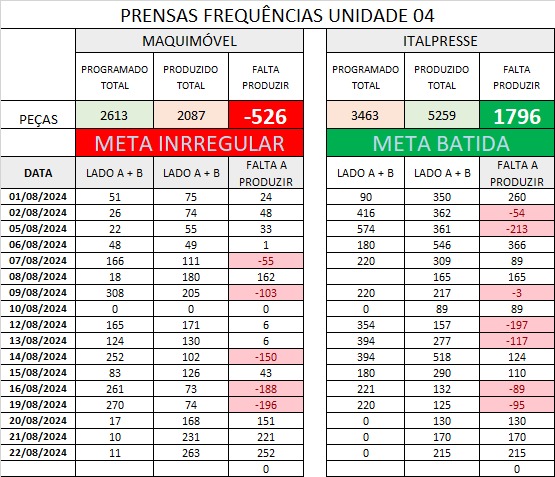 PRENSAS FREQUÊNCIAS UNIDADE 04
MAQUIMÓVEL ITALPRESSE
PROGRAMADO TOTAL PRODUZIDO TOTAL FALTA PRODUZIR PROGRAMADO TOTAL PRODUZIDO TOTAL FALTA PRODUZIR
PEÇAS 2613 2087 -526 3463 5259 1796
META INRREGULAR META BATIDA
DATA LADO A + B LADO A + B FALTA A PRODUZIR LADO A + B LADO A + B FALTA A PRODUZIR
01/08/2024 51 75 24 90 350 260
02/08/2024 26 74 48 416 362 -54
05/08/2024 22 55 33 574 361 -213
06/08/2024 48 49 1 180 546 366
07/08/2024 166 111 -55 220 309 89
08/08/2024 18 180 162 165 165
09/08/2024 308 205 -103 220 217 -3
10/08/2024 0 0 0 0 89 89
12/08/2024 165 171 6 354 157 -197
13/08/2024 124 130 6 394 277 -117
14/08/2024 252 102 -150 394 518 124
15/08/2024 83 126 43 180 290 110
16/08/2024 261 73 -188 221 132 -89
19/08/2024 270 74 -196 220 125 -95
20/08/2024 17 168 151 0 130 130
21/08/2024 10 231 221 0 170 170
22/08/2024 11 263 252 0 215 215
0 0